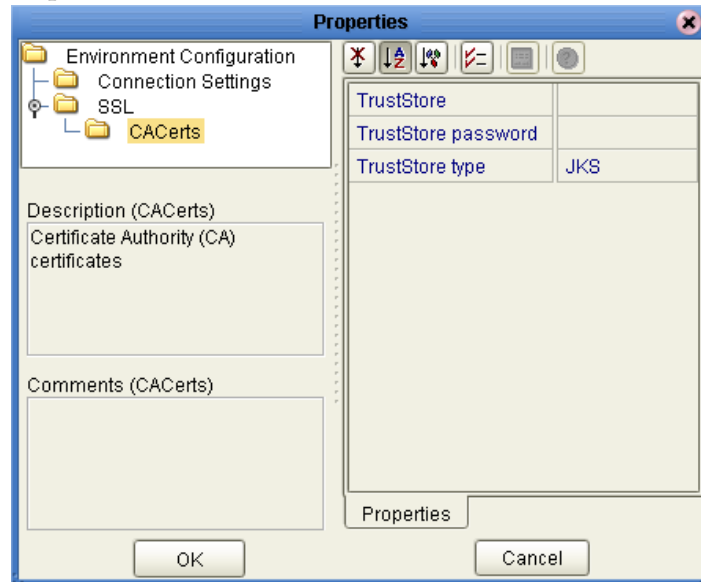 Properties
Environment Configuration
Connection Settings
SSL
CACerts
Description (CACerts)
Certificate Authority (CA)
certificates
Comments (CACerts)
TrustStore
TrustStore password
TrustStore type JKS
Properties
OK
Cancel